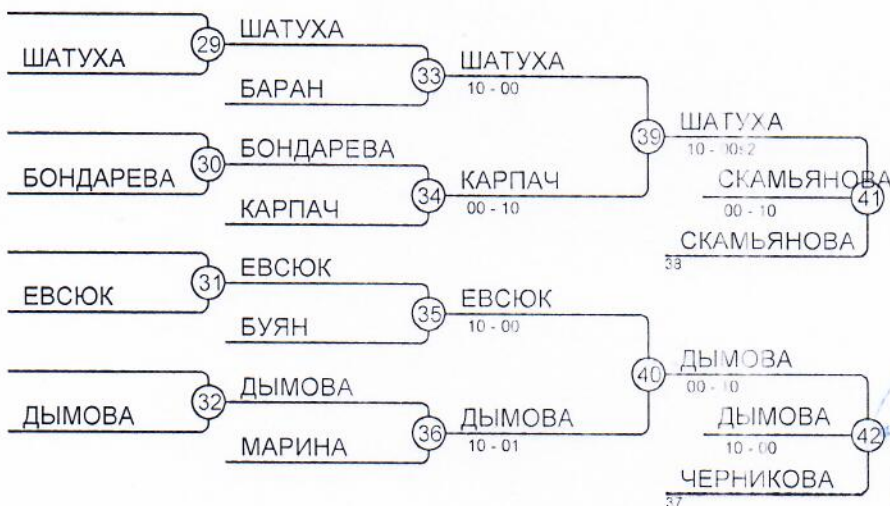 ШАТУХА
29
ШАТУХА
БАРАН
33
ШАТУХА
10 - 00
БОНДАРЕВА
30
БОНДАРЕВА
КАРПАЧ
34
КАРПАЧ
00 - 10
39
ШАТУХА
10 - 00s2
СКАМЬЯНОВА
00 - 10
41
СКАМЬЯНОВА
38
ЕВСЮК
31
ЕВСЮК
БУЯН
35
ЕВСЮК
10 - 00
ДЫМОВА
32
ДЫМОВА
МАРИНА
36
ДЫМОВА
10 - 01
40
ДЫМОВА
00 - 10
ДЫМОВА
10 - 00
42
ЧЕРНИКОВА
37